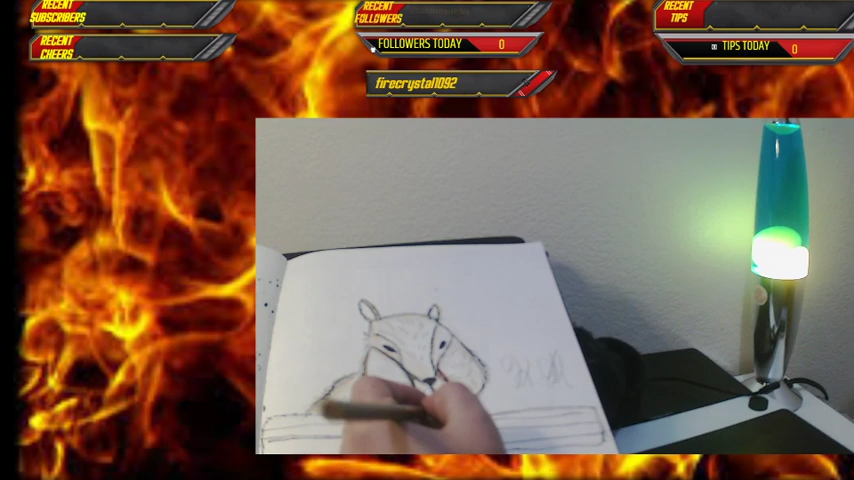 RECENT
SUBSCRIBERS
RECENT
CHEERS
RECENT
FOLLOWERS
FOLLOWERS TODAY 0
firecrystal1092
RECENT
TIPS
TIPS TODAY 0